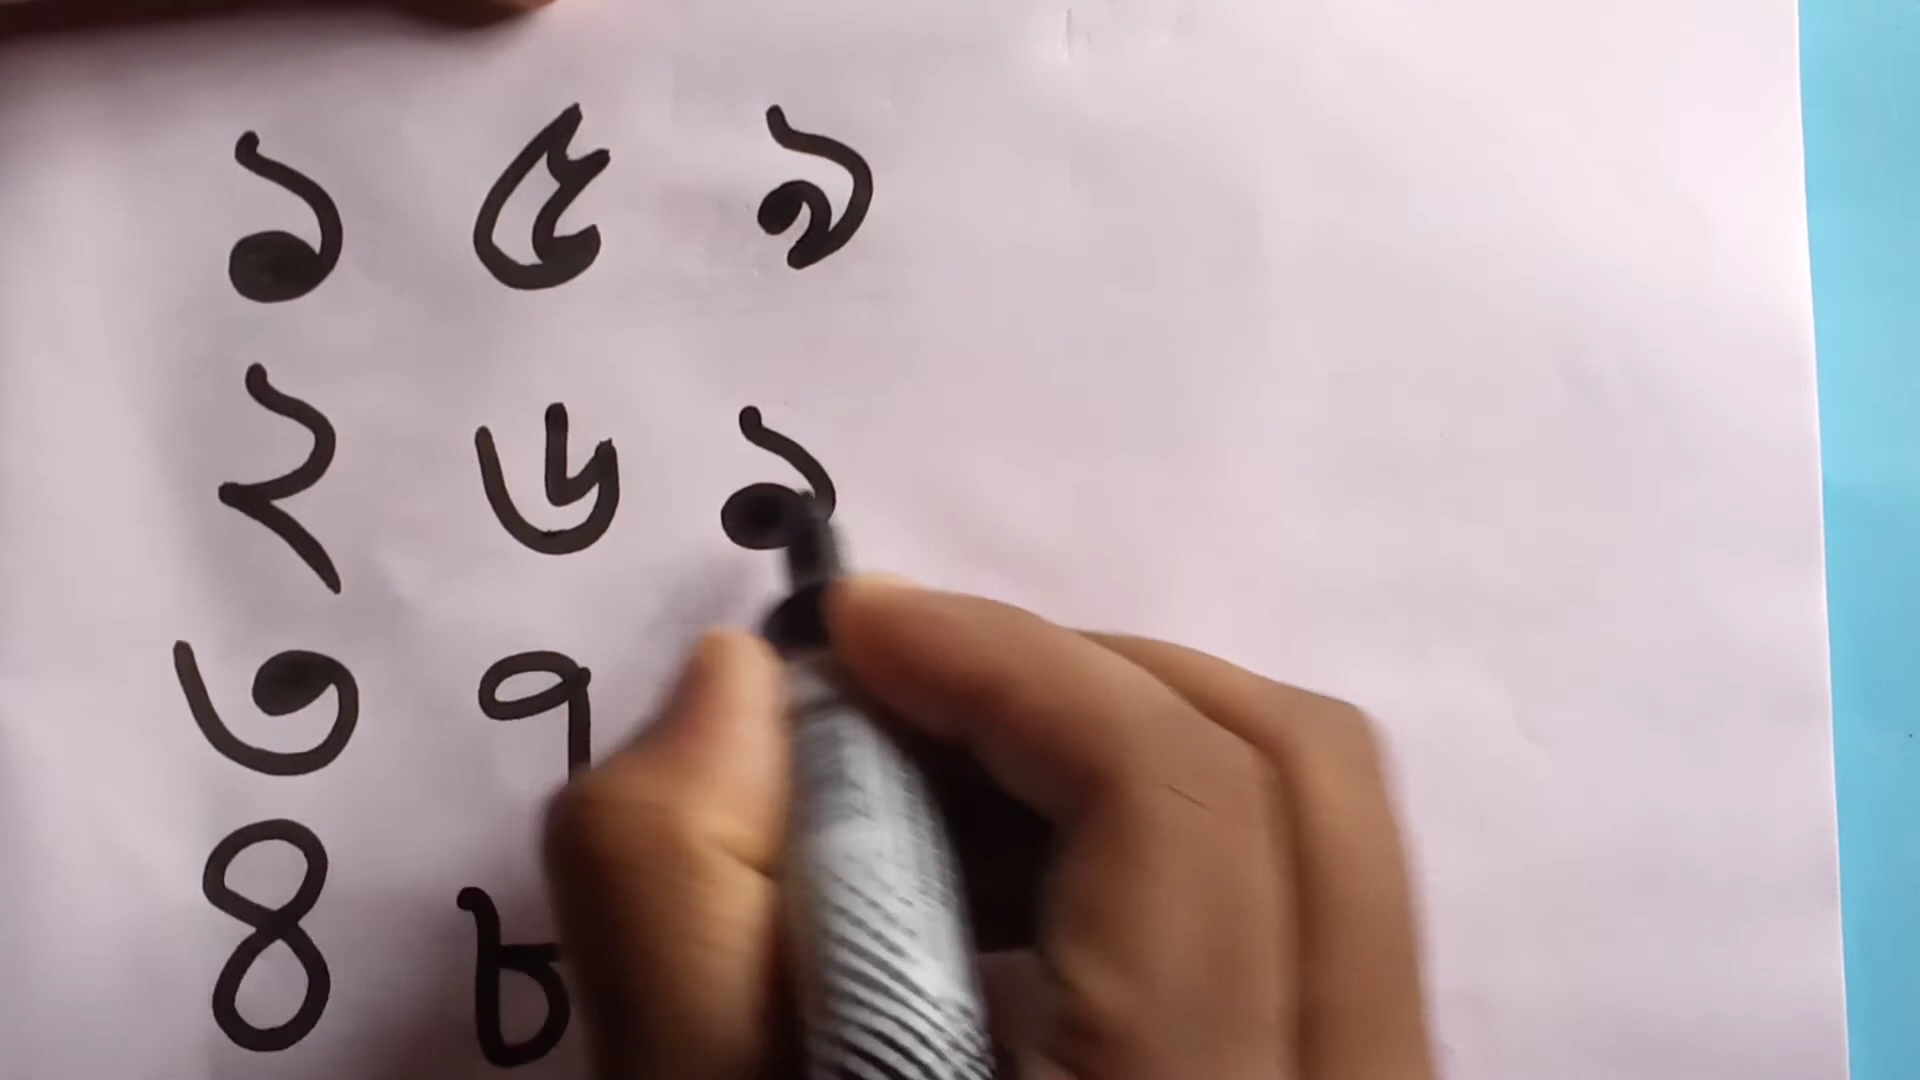 ১ ৫ ৯
২ ৬ ১
৩ ৭
৪ ৮